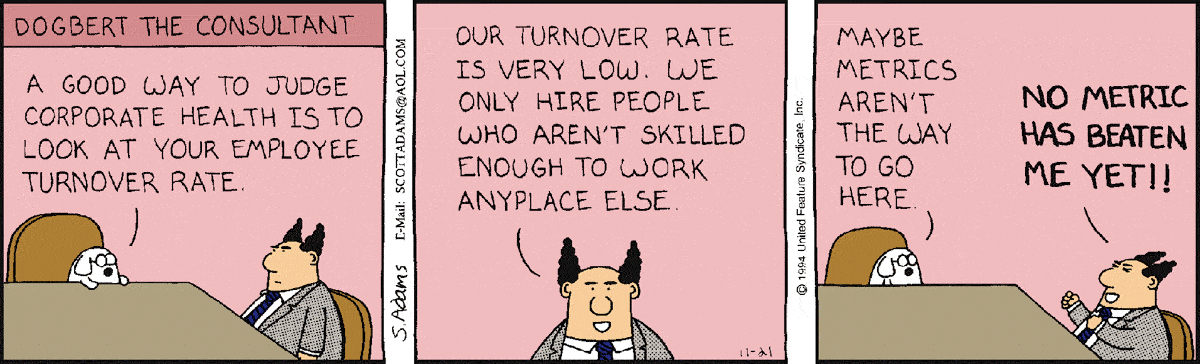 DOGBERT THE CONSULTANT
A GOOD WAY TO JUDGE
CORPORATE HEALTH IS TO
LOOK AT YOUR EMPLOYEE
TURNOVER RATE.
S. Adams E-Mail: SCOTTADAMS@AOL.COM
OUR TURNOVER RATE
IS VERY LOW. WE
ONLY HIRE PEOPLE
WHO AREN'T SKILLED
ENOUGH TO WORK
ANYPLACE ELSE.
11-21
© 1994 United Feature Syndicate, Inc.
MAYBE
METRICS
AREN'T
THE WAY
TO GO
HERE.
NO METRIC
HAS BEATEN
ME YET!!